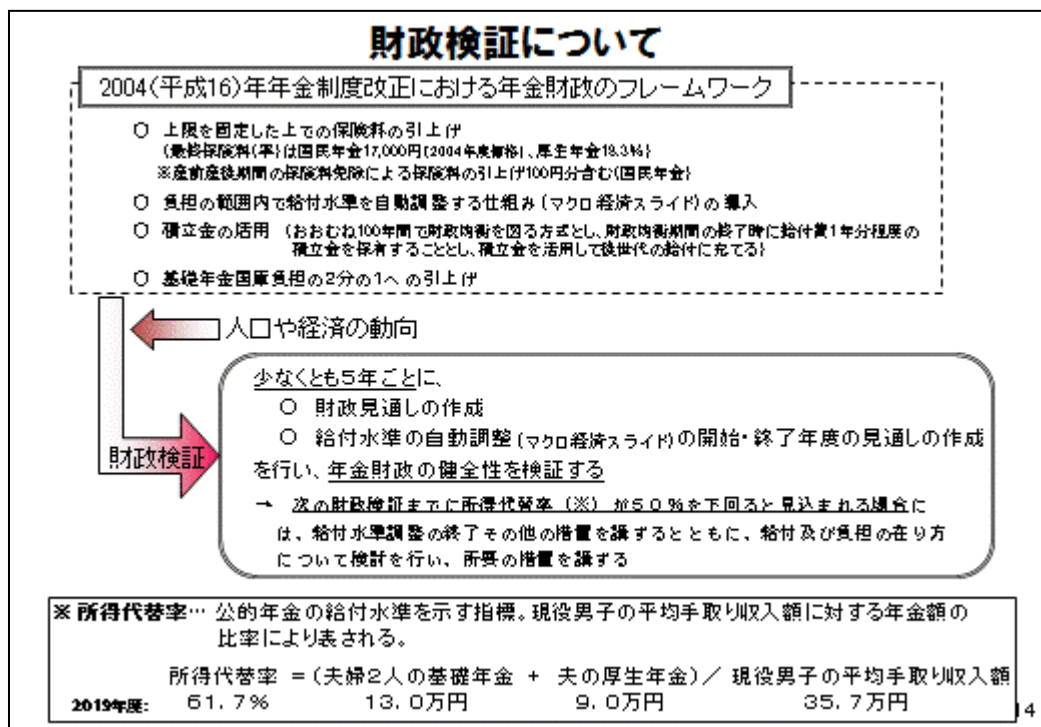 財政検証について
2004(平成16)年年金制度改正における年金財政のフレームワーク
○ 上限を固定した上での保険料の引上げ
(最終保険料(率)は国民年金17,000円(2004年度価格)、厚生年金18.3%)
※産前産後期間の保険料免除による保険料の引上げ100円分含む(国民年金)
○ 負担の範囲内で給付水準を自動調整する仕組み(マクロ経済スライド)の導入
○ 積立金の活用 (おおむね100年間で財政均衡を図る方式とし、財政均衡期間の終了時に給付費1年分程度の
積立金を保有することとし、積立金を活用して後世代の給付に充てる)
○ 基礎年金国庫負担の2分の1への引上げ
人口や経済の動向
財政検証
少なくとも5年ごとに、
○ 財政見通しの作成
○ 給付水準の自動調整(マクロ経済スライド)の開始・終了年度の見通しの作成
を行い、年金財政の健全性を検証する
→ 次の財政検証までに所得代替率(※)が50%を下回ると見込まれる場合に
は、給付水準調整の終了その他の措置を講ずるとともに、給付及び負担の在り方
について検討を行い、所要の措置を講ずる
※ 所得代替率… 公的年金の給付水準を示す指標。現役男子の平均手取り収入額に対する年金額の
比率により表される。
所得代替率 =(夫婦2人の基礎年金 + 夫の厚生年金)/ 現役男子の平均手取り収入額
2019年度: 61.7% 13.0万円 9.0万円 35.7万円
14